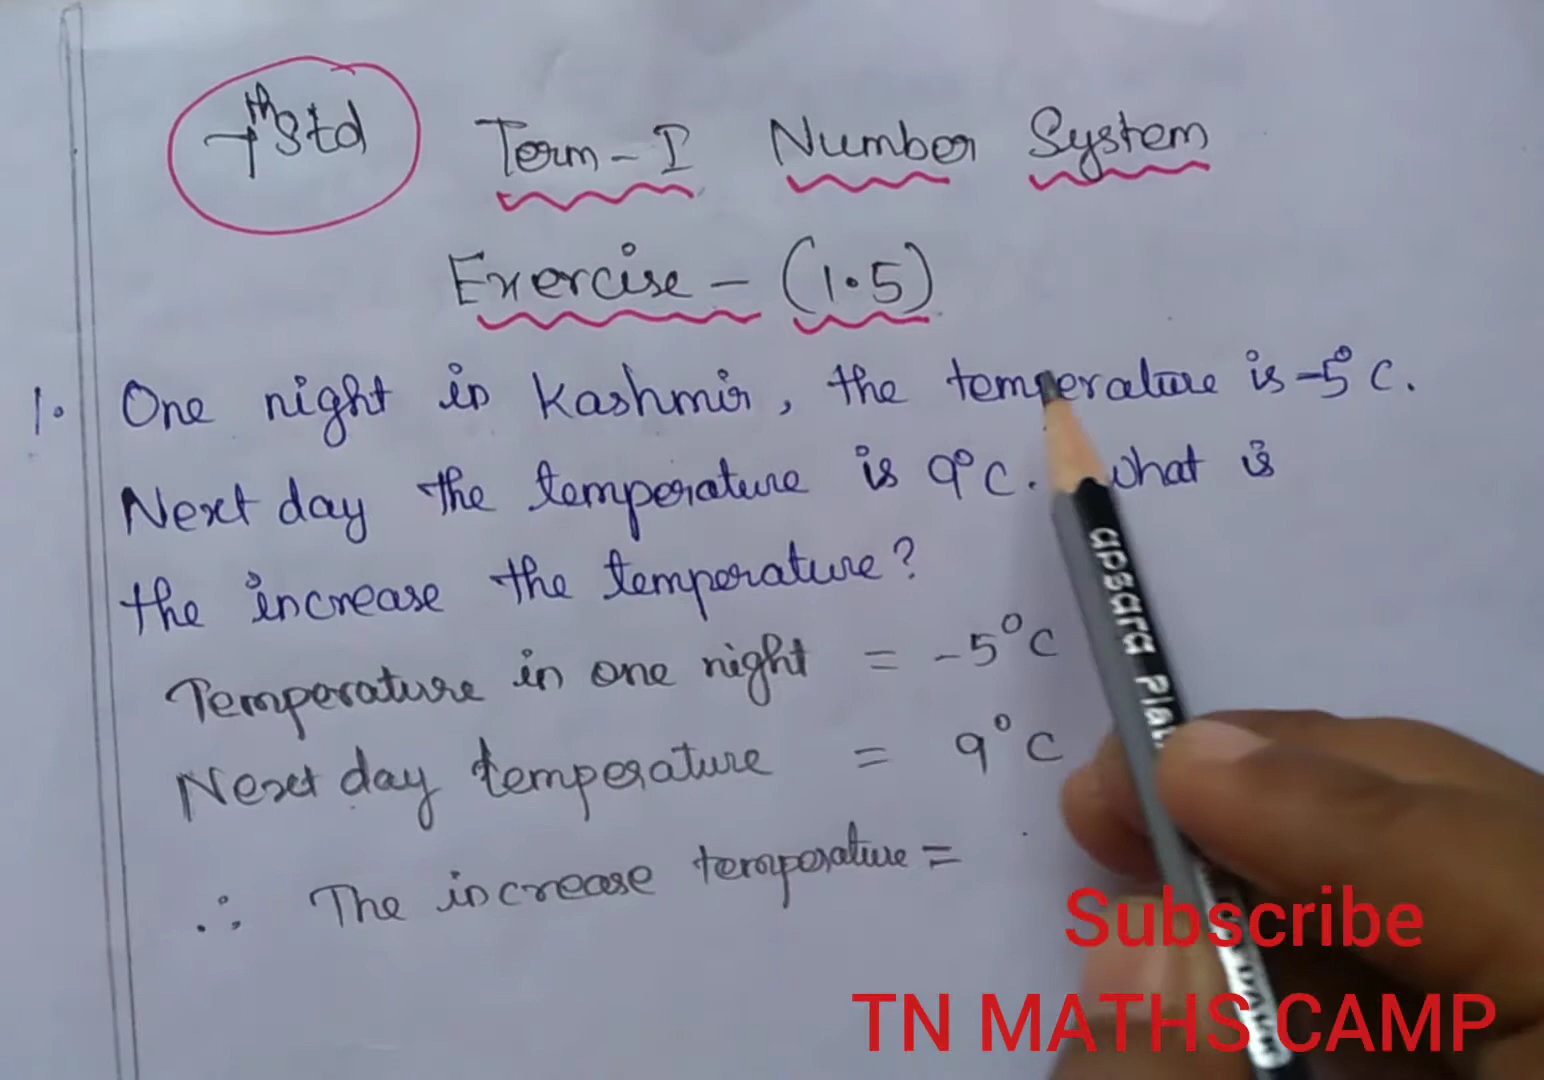 7th Std Term-I Number System
Exercise - (1.5)
1. One night in Kashmir, the temperature is -5°C.
Next day the temperature is 9°C. What is
the increase the temperature?
Temperature in one night = -5°C
Next day temperature = 9°C
∴ The increase temperature =
apsara Pla
Subscribe
TN MATHS CAMP